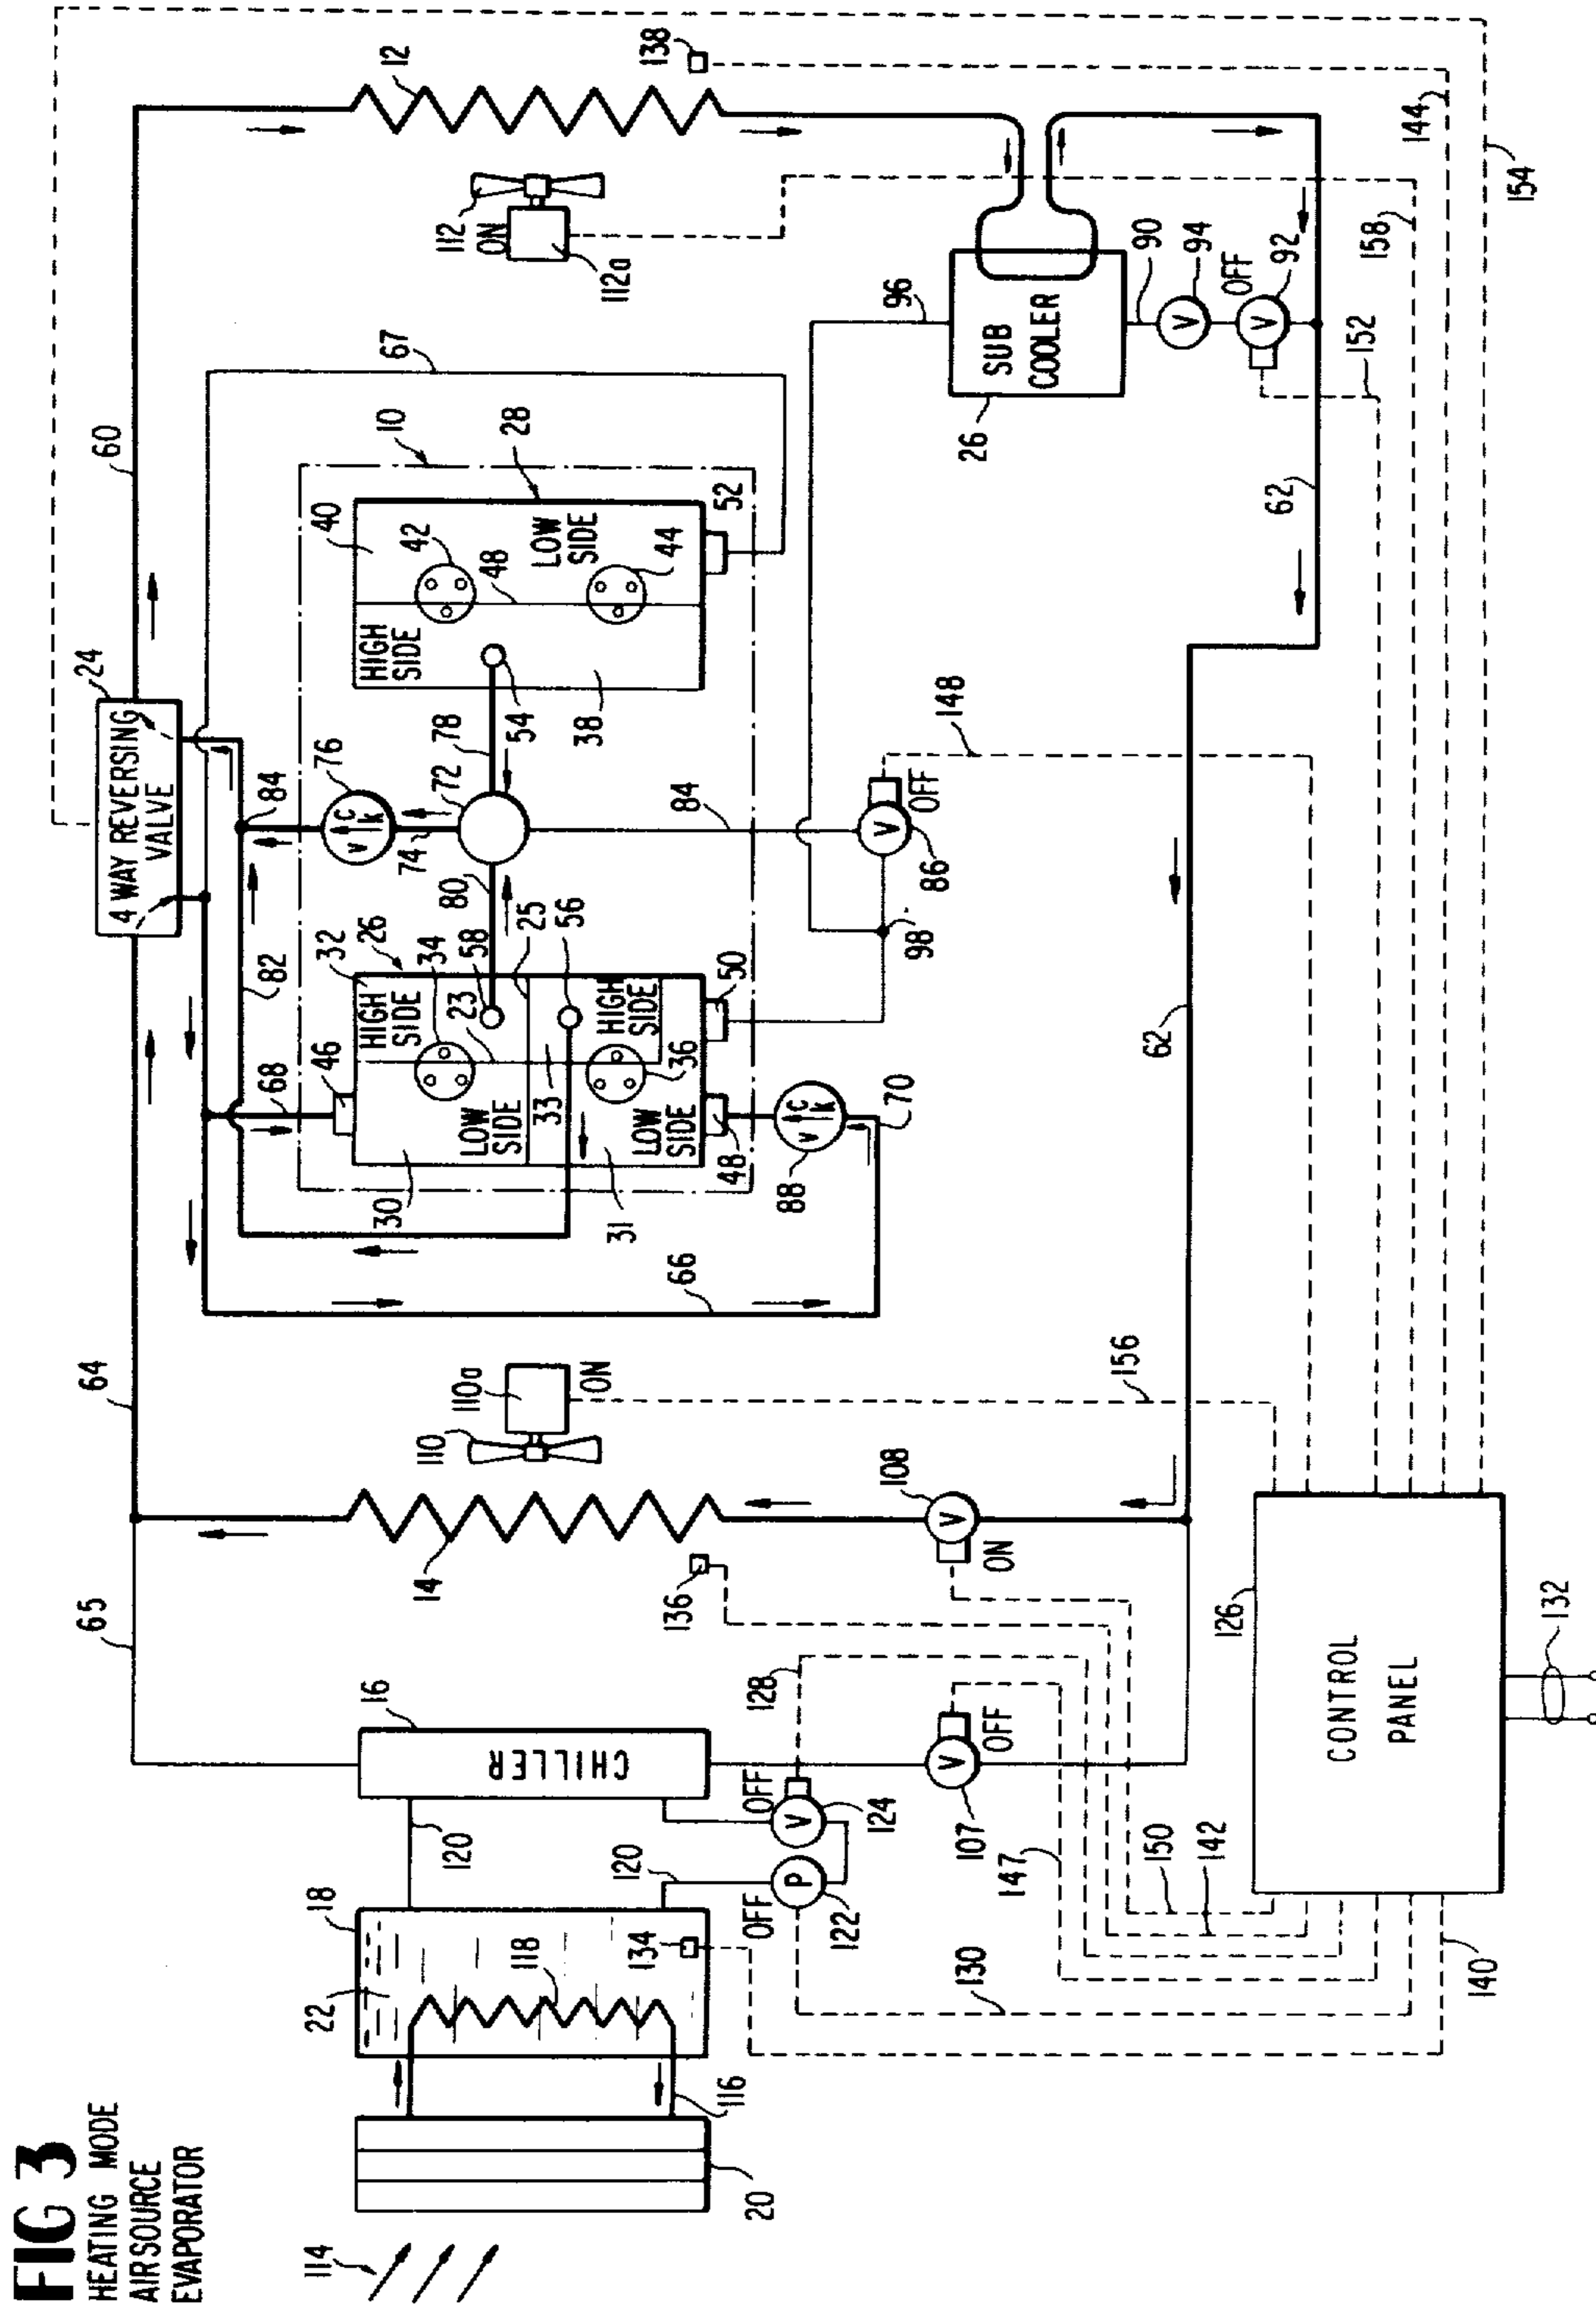 FIG 3
HEATING MODE
AIRSOURCE
EVAPORATOR
114
20
116
22
18
118
134
120
120
OFF
P
122
OFF
V
124
128
130
CHILLER
16
65
V
OFF
107
147
150
142
140
CONTROL
PANEL
126
132
136
14
V
ON
108
110
110a
ON
156
64
66
62
62
70
88
V
C
k
68
82
4 WAY REVERSING
VALVE
24
60
84
76
V
C
k
74
72
78
80
54
84
86
V
OFF
148
98
10
26
32
HIGH
SIDE
34
23
58
25
56
46
LOW
SIDE
30
33
31
HIGH
SIDE
36
LOW
SIDE
48
50
28
40
42
48
44
LOW
SIDE
HIGH
SIDE
38
52
67
12
138
112
ON
112a
96
SUB
COOLER
26
90
94
V
OFF
92
V
152
158
144
154